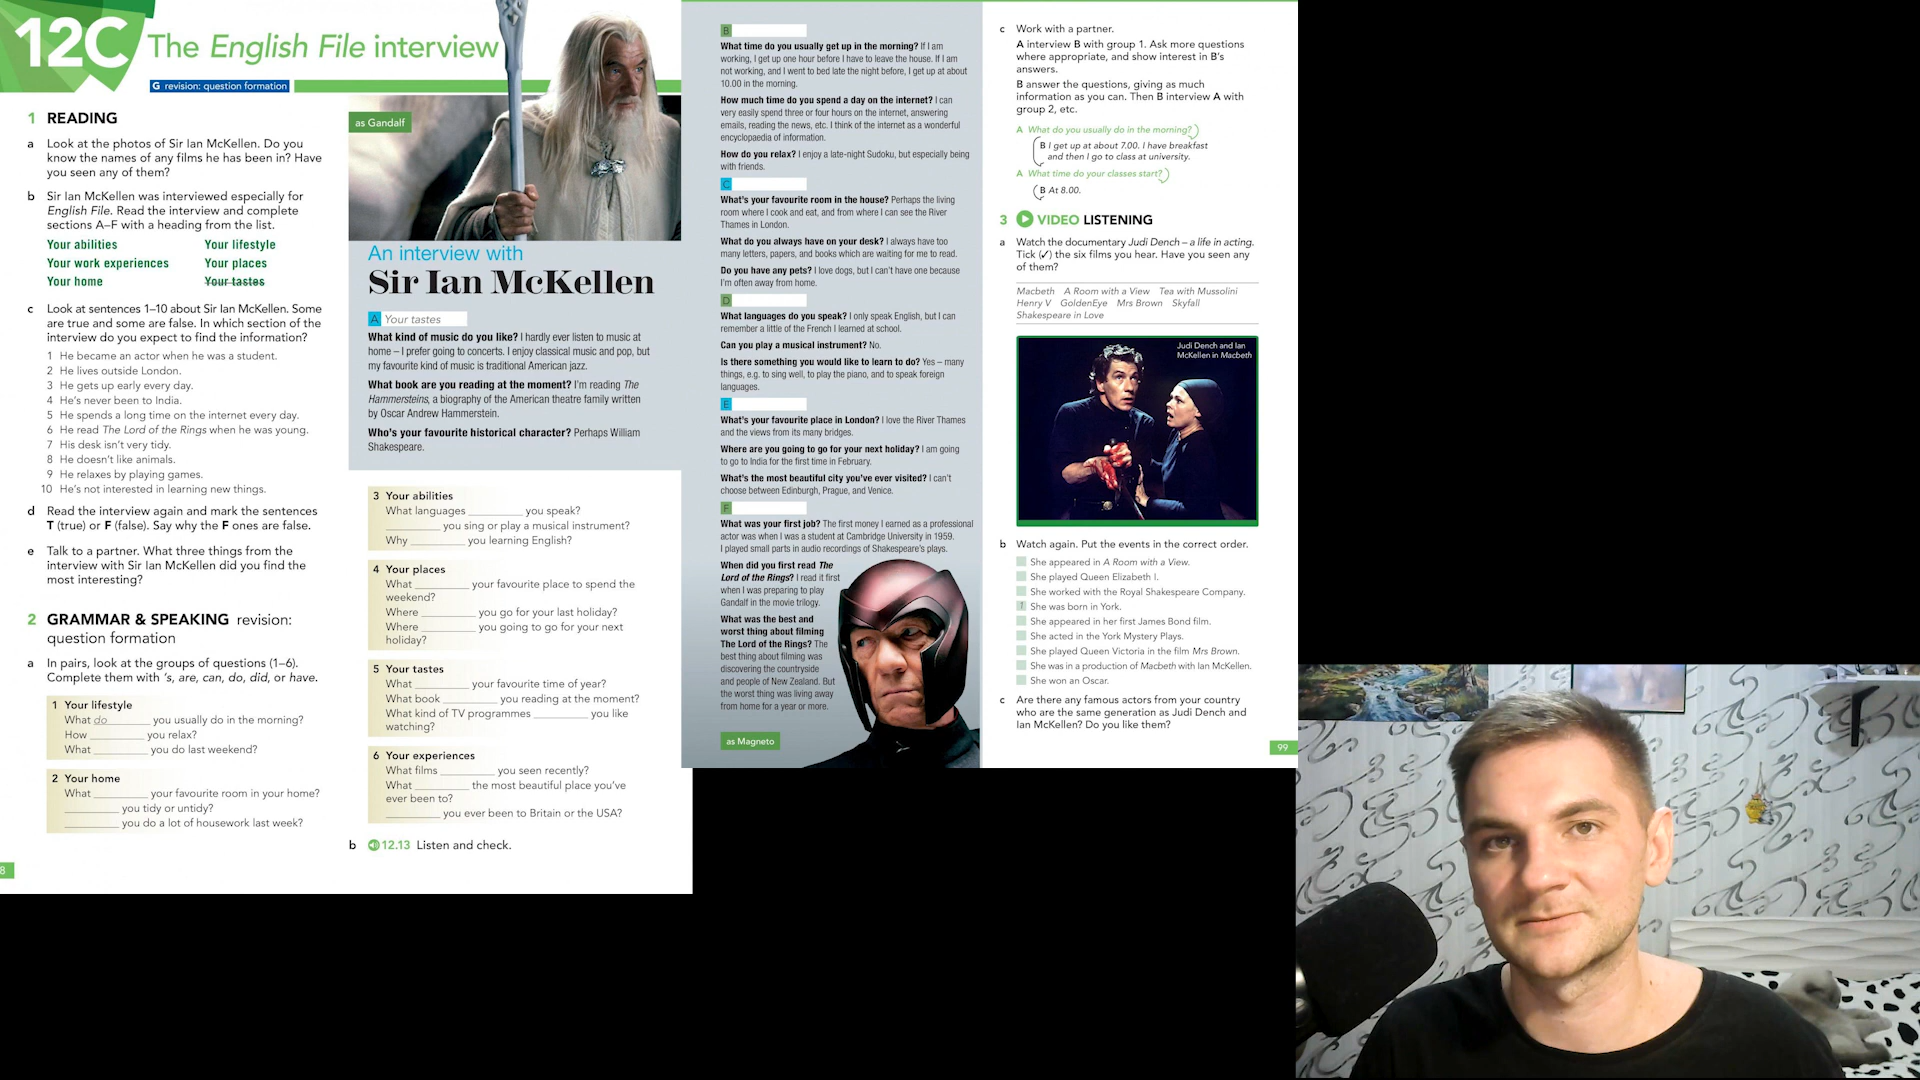 12C
The English File interview
G revision: question formation
1 READING
a Look at the photos of Sir Ian McKellen. Do you
know the names of any films he has been in? Have
you seen any of them?
b Sir Ian McKellen was interviewed especially for
English File. Read the interview and complete
sections A–F with a heading from the list.
Your abilities Your lifestyle
Your work experiences Your places
Your home Your tastes
c Look at sentences 1–10 about Sir Ian McKellen. Some
are true and some are false. In which section of the
interview do you expect to find the information?
1 He became an actor when he was a student.
2 He lives outside London.
3 He gets up early every day.
4 He's never been to India.
5 He spends a long time on the internet every day.
6 He read The Lord of the Rings when he was young.
7 His desk isn't very tidy.
8 He doesn't like animals.
9 He relaxes by playing games.
10 He's not interested in learning new things.
d Read the interview again and mark the sentences
T (true) or F (false). Say why the F ones are false.
e Talk to a partner. What three things from the
interview with Sir Ian McKellen did you find the
most interesting?
2 GRAMMAR & SPEAKING revision:
question formation
a In pairs, look at the groups of questions (1–6).
Complete them with 's, are, can, do, did, or have.
1 Your lifestyle
What do you usually do in the morning?
How ________ you relax?
What ________ you do last weekend?
2 Your home
What ________ your favourite room in your home?
________ you tidy or untidy?
________ you do a lot of housework last week?
8
as Gandalf
An interview with
Sir Ian McKellen
A Your tastes
What kind of music do you like? I hardly ever listen to music at
home – I prefer going to concerts. I enjoy classical music and pop, but
my favourite kind of music is traditional American jazz.
What book are you reading at the moment? I'm reading The
Hammersteins, a biography of the American theatre family written
by Oscar Andrew Hammerstein.
Who's your favourite historical character? Perhaps William
Shakespeare.
3 Your abilities
What languages ________ you speak?
________ you sing or play a musical instrument?
Why ________ you learning English?
4 Your places
What ________ your favourite place to spend the
weekend?
Where ________ you go for your last holiday?
Where ________ you going to go for your next
holiday?
5 Your tastes
What ________ your favourite time of year?
What book ________ you reading at the moment?
What kind of TV programmes ________ you like
watching?
6 Your experiences
What films ________ you seen recently?
What ________ the most beautiful place you've
ever been to?
________ you ever been to Britain or the USA?
b 12.13 Listen and check.
B
What time do you usually get up in the morning? If I am
working, I get up one hour before I have to leave the house. If I am
not working, and I went to bed late the night before, I get up at about
10.00 in the morning.
How much time do you spend a day on the internet? I can
very easily spend three or four hours on the internet, answering
emails, reading the news, etc. I think of the internet as a wonderful
encyclopaedia of information.
How do you relax? I enjoy a late-night Sudoku, but especially being
with friends.
C
What's your favourite room in the house? Perhaps the living
room where I cook and eat, and from where I can see the River
Thames in London.
What do you always have on your desk? I always have too
many letters, papers, and books which are waiting for me to read.
Do you have any pets? I love dogs, but I can't have one because
I'm often away from home.
D
What languages do you speak? I only speak English, but I can
remember a little of the French I learned at school.
Can you play a musical instrument? No.
Is there something you would like to learn to do? Yes – many
things, e.g. to sing well, to play the piano, and to speak foreign
languages.
E
What's your favourite place in London? I love the River Thames
and the views from its many bridges.
Where are you going to go for your next holiday? I am going
to go to India for the first time in February.
What's the most beautiful city you've ever visited? I can't
choose between Edinburgh, Prague, and Venice.
F
What was your first job? The first money I earned as a professional
actor was when I was a student at Cambridge University in 1959.
I played small parts in audio recordings of Shakespeare's plays.
When did you first read The
Lord of the Rings? I read it first
when I was preparing to play
Gandalf in the movie trilogy.
What was the best and
worst thing about filming
The Lord of the Rings? The
best thing about filming was
discovering the countryside
and people of New Zealand. But
the worst thing was living away
from home for a year or more.
as Magneto
c Work with a partner.
A interview B with group 1. Ask more questions
where appropriate, and show interest in B's
answers.
B answer the questions, giving as much
information as you can. Then B interview A with
group 2, etc.
A What do you usually do in the morning?
B I get up at about 7.00. I have breakfast
and then I go to class at university.
A What time do your classes start?
B At 8.00.
3 VIDEO LISTENING
a Watch the documentary Judi Dench – a life in acting.
Tick (✓) the six films you hear. Have you seen any
of them?
Macbeth A Room with a View Tea with Mussolini
Henry V GoldenEye Mrs Brown Skyfall
Shakespeare in Love
Judi Dench and Ian
McKellen in Macbeth
b Watch again. Put the events in the correct order.
She appeared in A Room with a View.
She played Queen Elizabeth I.
She worked with the Royal Shakespeare Company.
She was born in York.
She appeared in her first James Bond film.
She acted in the York Mystery Plays.
She played Queen Victoria in the film Mrs Brown.
She was in a production of Macbeth with Ian McKellen.
She won an Oscar.
c Are there any famous actors from your country
who are the same generation as Judi Dench and
Ian McKellen? Do you like them?
99